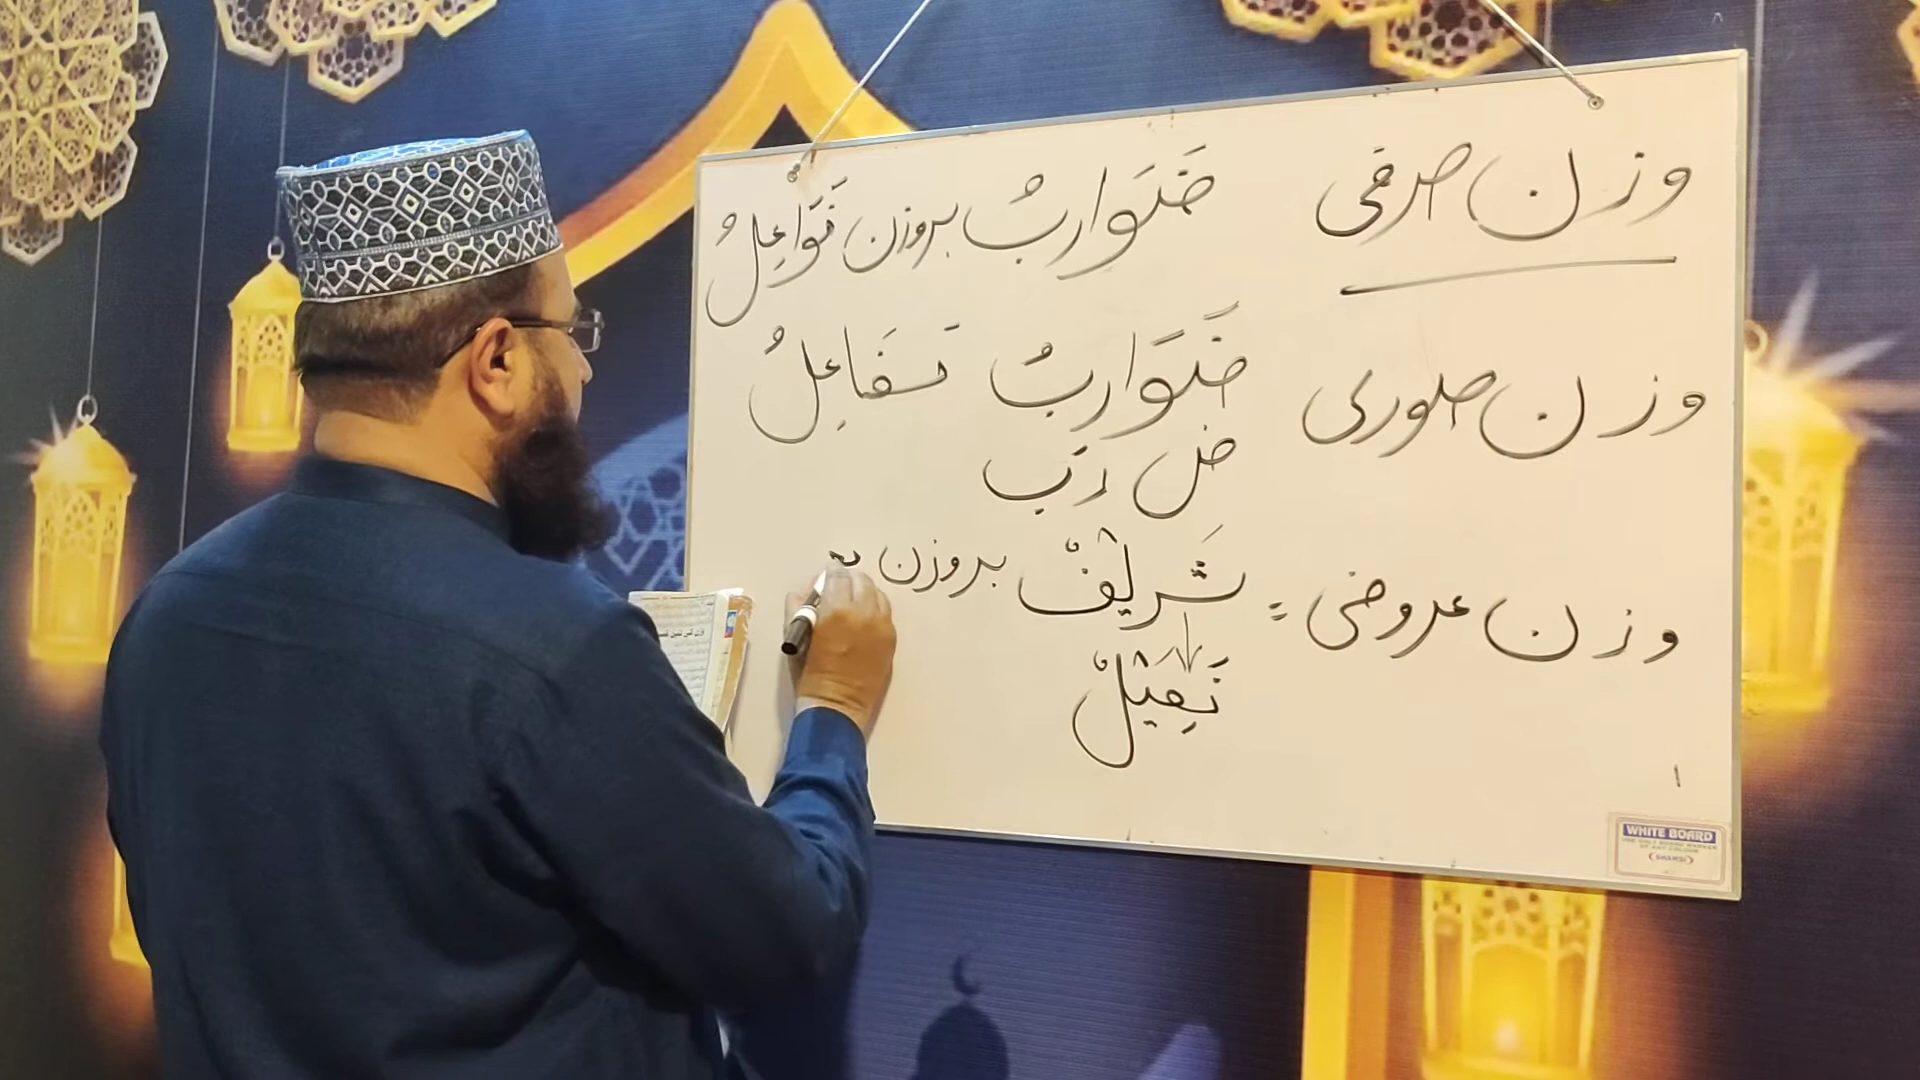 وزن صرفی ضَوَارِبُ بروزن فَوَاعِلُ
وزن صوری ضَوَارِبُ تَفَاعِلُ
ض رَب
وزن عروضی = شَرِیْفْ بروزن
فَعِیْلْ
WHITE BOARD